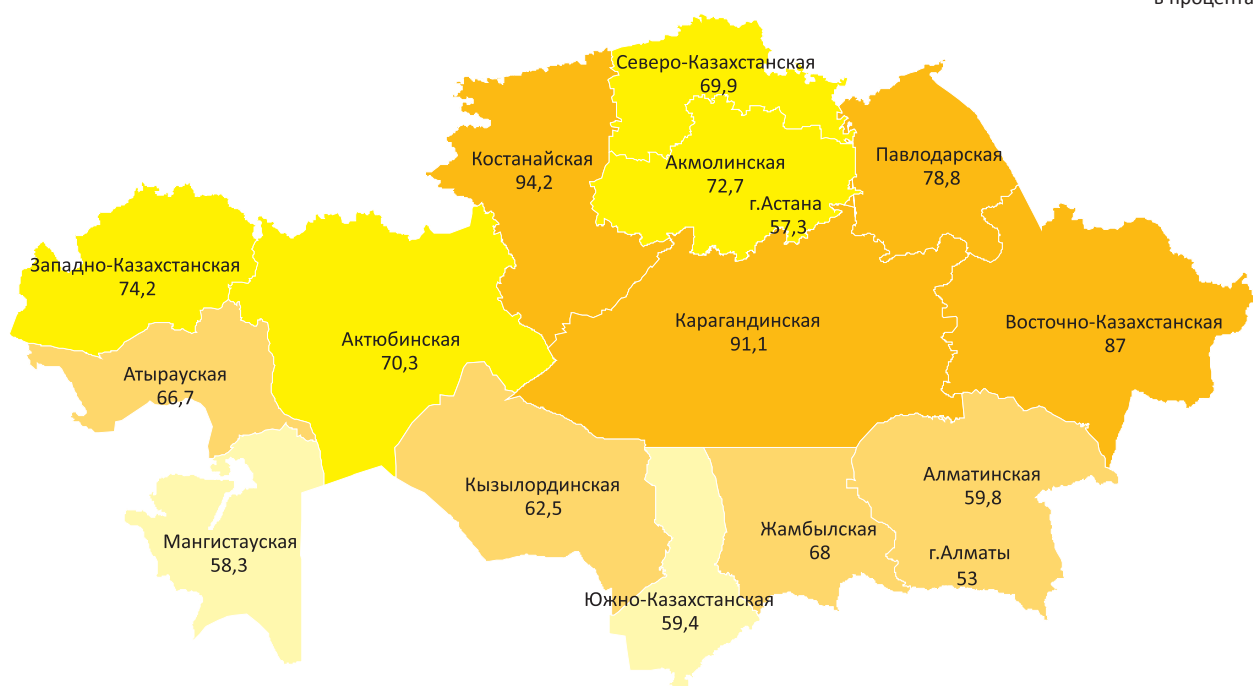 в процента
Северо-Казахстанская
69,9
Костанайская
94,2
Акмолинская
72,7
Павлодарская
78,8
г.Астана
57,3
Западно-Казахстанская
74,2
Актюбинская
70,3
Карагандинская
91,1
Восточно-Казахстанская
87
Атырауская
66,7
Кызылординская
62,5
Алматинская
59,8
Мангистауская
58,3
Жамбылская
68
г.Алматы
53
Южно-Казахстанская
59,4